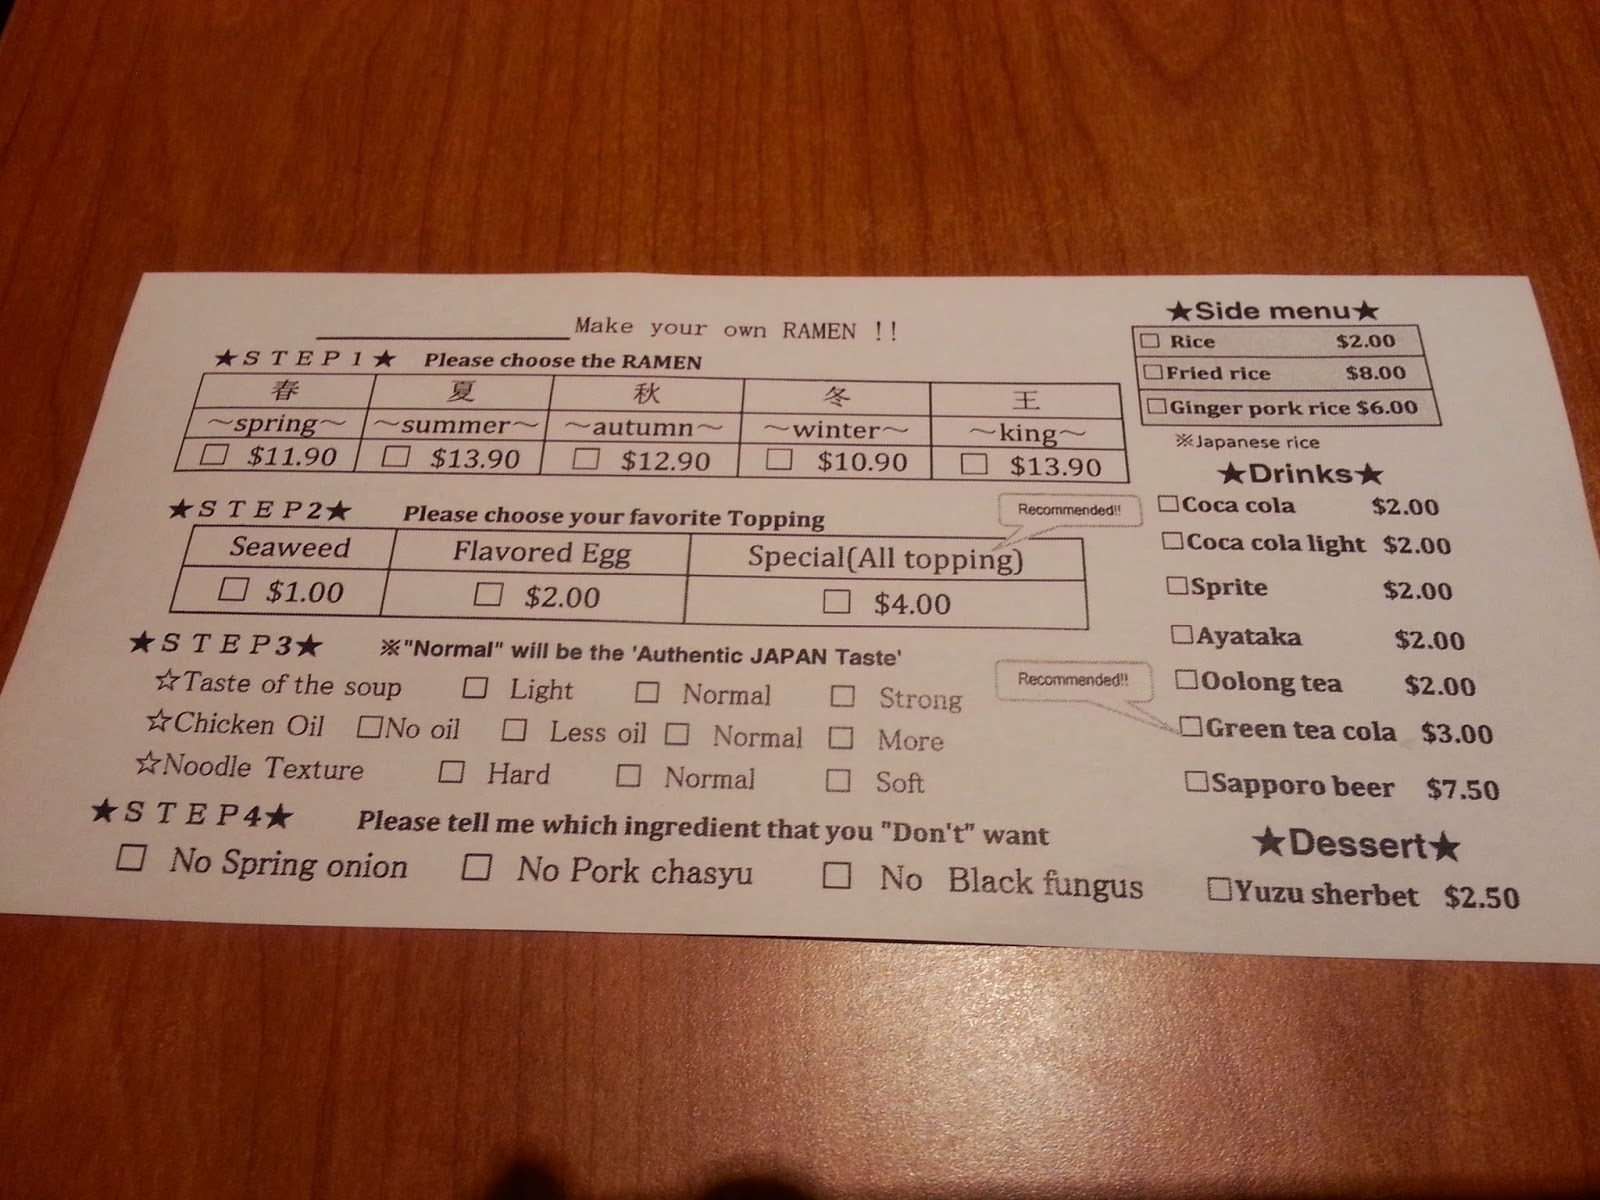 Make your own RAMEN !!
★STEP1★ Please choose the RAMEN
春 夏 秋 冬 王
～spring～ ～summer～ ～autumn～ ～winter～ ～king～
☐ $11.90 ☐ $13.90 ☐ $12.90 ☐ $10.90 ☐ $13.90
★STEP2★ Please choose your favorite Topping
Recommended!!
Seaweed Flavored Egg Special(All topping)
☐ $1.00 ☐ $2.00 ☐ $4.00
★STEP3★ ※"Normal" will be the 'Authentic JAPAN Taste'
☆Taste of the soup ☐ Light ☐ Normal ☐ Strong
☆Chicken Oil ☐No oil ☐ Less oil ☐ Normal ☐ More
☆Noodle Texture ☐ Hard ☐ Normal ☐ Soft
★STEP4★ Please tell me which ingredient that you "Don't" want
☐ No Spring onion ☐ No Pork chasyu ☐ No Black fungus
★Side menu★
☐ Rice $2.00
☐Fried rice $8.00
☐Ginger pork rice $6.00
※Japanese rice
★Drinks★
☐Coca cola $2.00
☐Coca cola light $2.00
☐Sprite $2.00
☐Ayataka $2.00
☐Oolong tea $2.00
Recommended!!
☐Green tea cola $3.00
☐Sapporo beer $7.50
★Dessert★
☐Yuzu sherbet $2.50